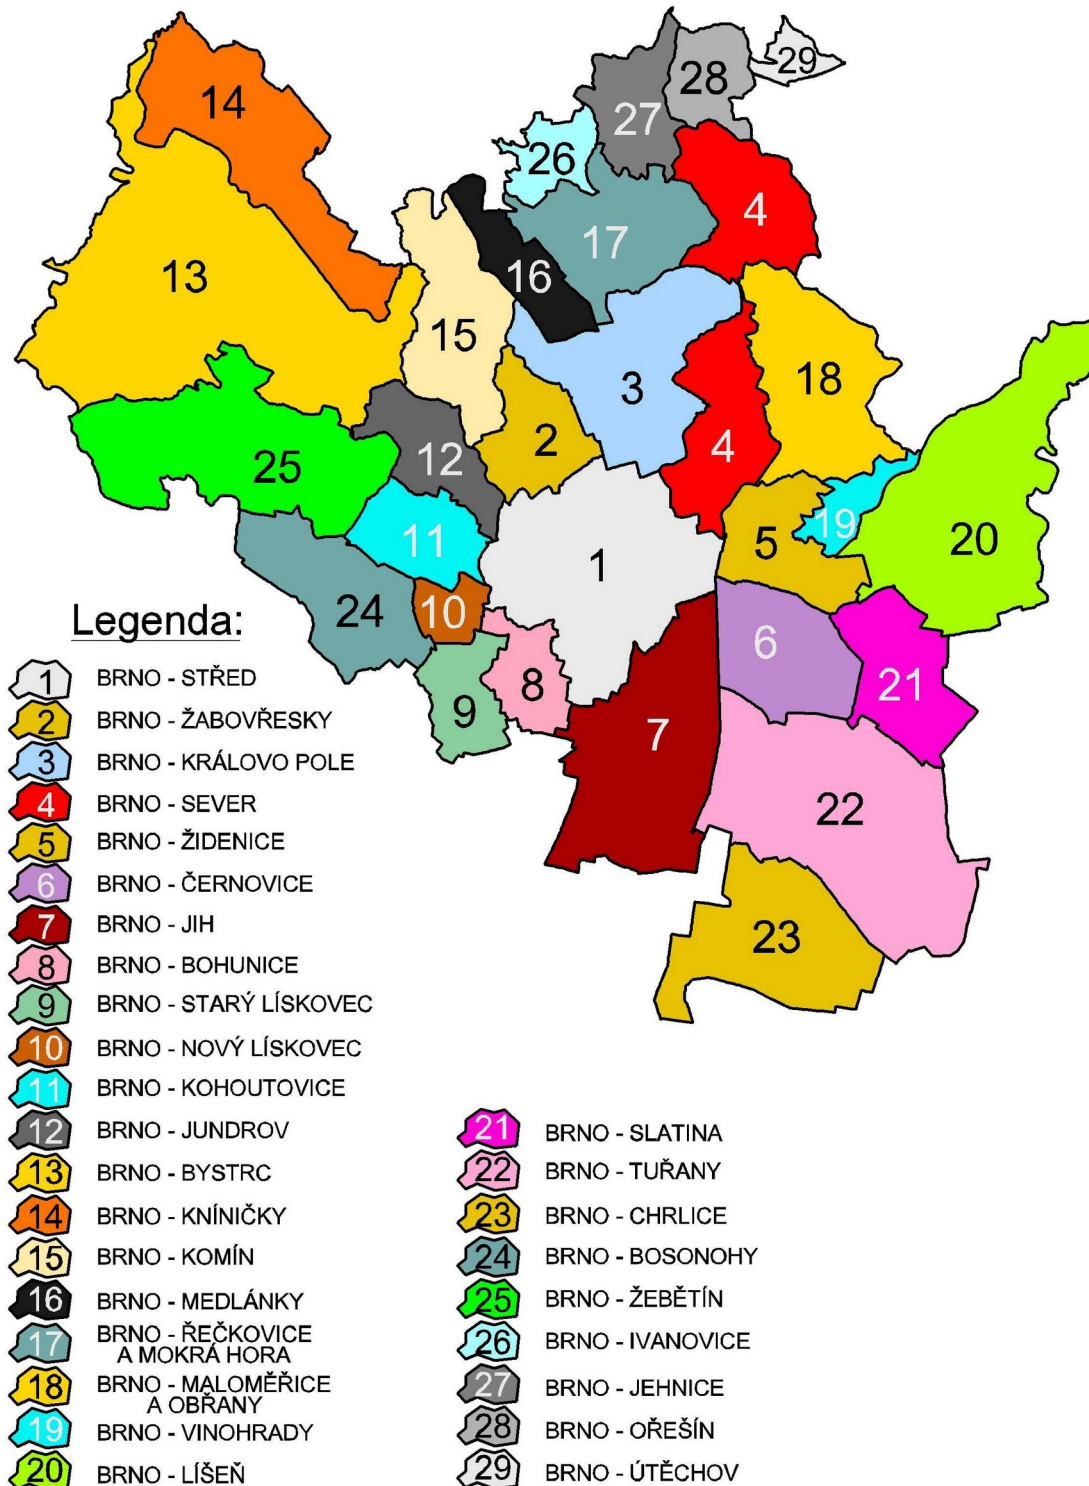 29
14
28
27
26
4
17
13
16
15
3
18
2
4
12
25
19
5
20
11
1
10
24
6
21
8
9
7
22
23
Legenda:
1 BRNO - STŘED
2 BRNO - ŽABOVŘESKY
3 BRNO - KRÁLOVO POLE
4 BRNO - SEVER
5 BRNO - ŽIDENICE
6 BRNO - ČERNOVICE
7 BRNO - JIH
8 BRNO - BOHUNICE
9 BRNO - STARÝ LÍSKOVEC
10 BRNO - NOVÝ LÍSKOVEC
11 BRNO - KOHOUTOVICE
12 BRNO - JUNDROV
13 BRNO - BYSTRC
14 BRNO - KNÍNIČKY
15 BRNO - KOMÍN
16 BRNO - MEDLÁNKY
17 BRNO - ŘEČKOVICE
A MOKRÁ HORA
18 BRNO - MALOMĚŘICE
A OBŘANY
19 BRNO - VINOHRADY
20 BRNO - LÍŠEŇ
21 BRNO - SLATINA
22 BRNO - TUŘANY
23 BRNO - CHRLICE
24 BRNO - BOSONOHY
25 BRNO - ŽEBĚTÍN
26 BRNO - IVANOVICE
27 BRNO - JEHNICE
28 BRNO - OŘEŠÍN
29 BRNO - ÚTĚCHOV